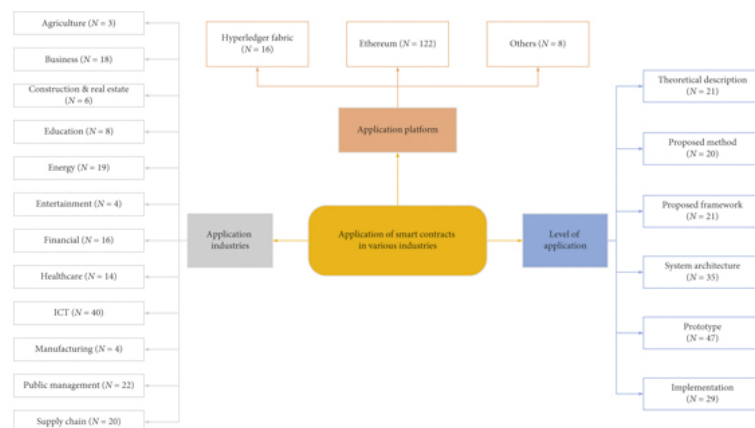 Agriculture (N = 3)
Business (N = 18)
Construction & real estate
(N = 6)
Education (N = 8)
Energy (N = 19)
Entertainment (N = 4)
Financial (N = 16)
Healthcare (N = 14)
ICT (N = 40)
Manufacturing (N = 4)
Public management (N = 22)
Supply chain (N = 20)
Application
industries
Hyperledger fabric
(N = 16)
Ethereum (N = 122)
Others (N = 8)
Application platform
Application of smart contracts
in various industries
Level of
application
Theoretical description
(N = 21)
Proposed method
(N = 20)
Proposed framework
(N = 21)
System architecture
(N = 35)
Prototype
(N = 47)
Implementation
(N = 29)